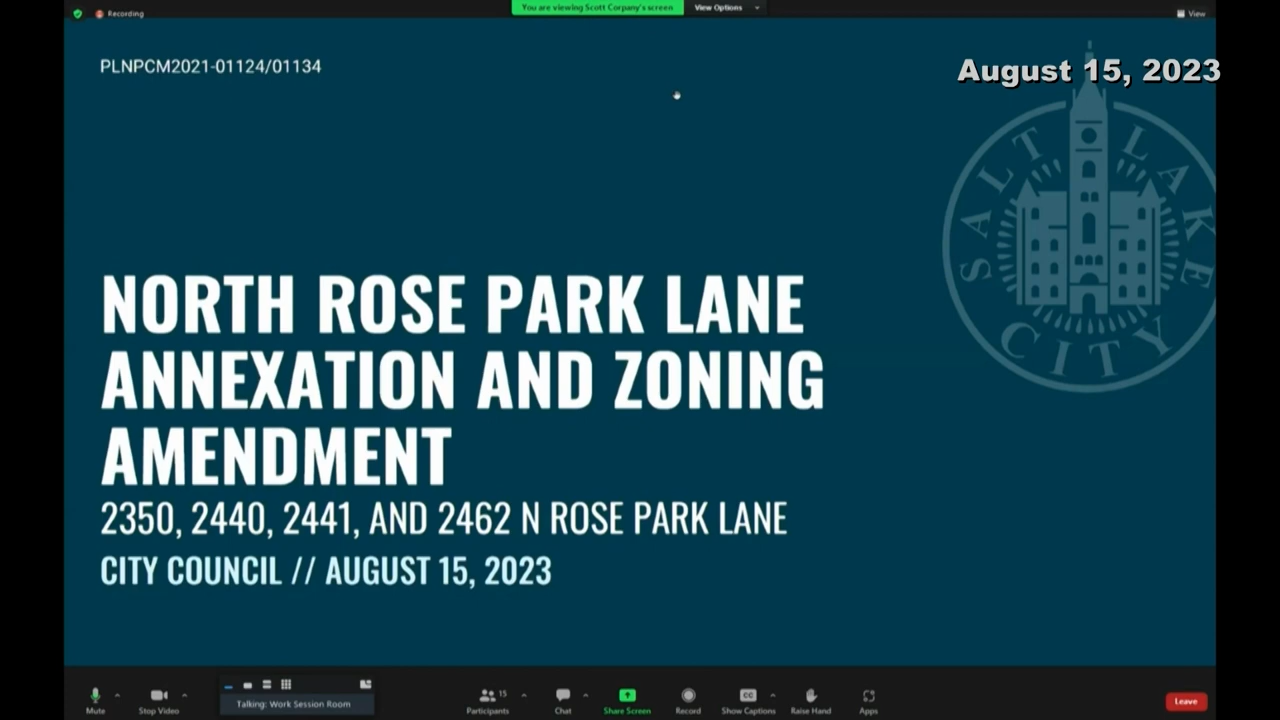 Recording
You are viewing Scott Corpany's screen
View Options
View
PLNPCM2021-01124/01134
August 15, 2023
SALT LAKE CITY
NORTH ROSE PARK LANE
ANNEXATION AND ZONING
AMENDMENT
2350, 2440, 2441, AND 2462 N ROSE PARK LANE
CITY COUNCIL // AUGUST 15, 2023
Mute
Stop Video
Talking: Work Session Room
Participants
15
Chat
Share Screen
Record
CC
Show Captions
Raise Hand
Apps
Leave